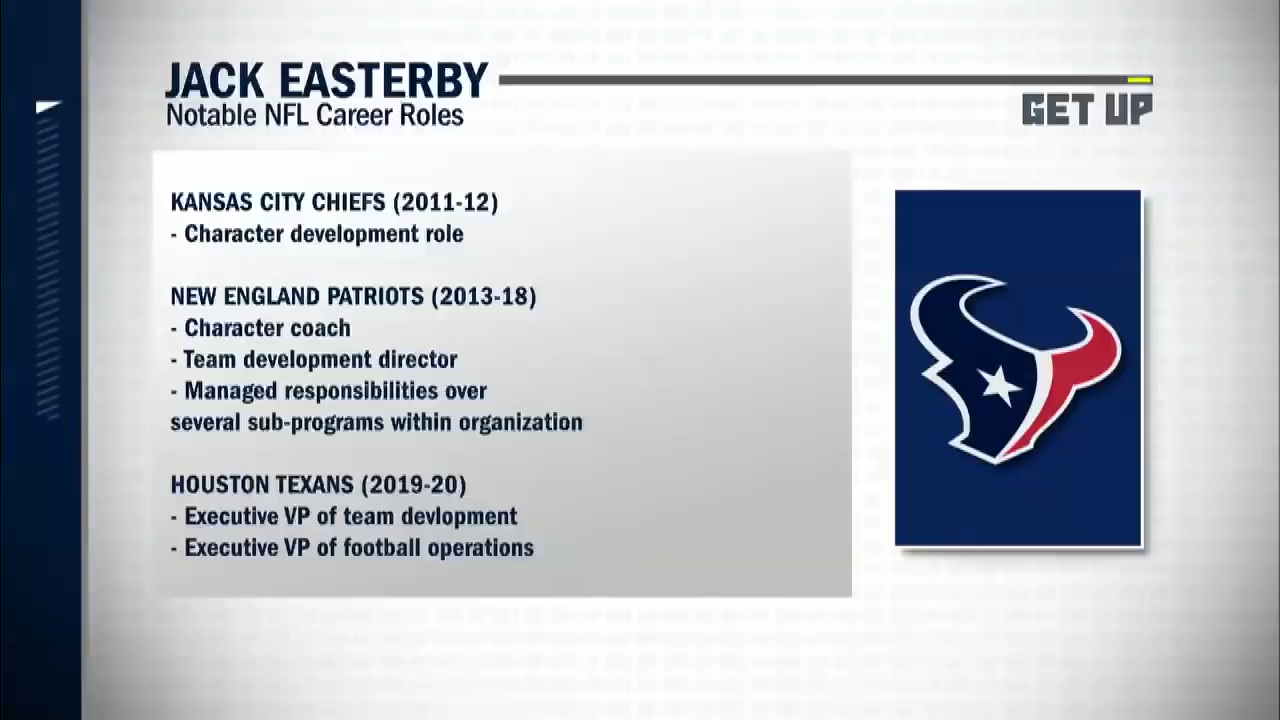 JACK EASTERBY
Notable NFL Career Roles
GET UP
KANSAS CITY CHIEFS (2011-12)
- Character development role
NEW ENGLAND PATRIOTS (2013-18)
- Character coach
- Team development director
- Managed responsibilities over
several sub-programs within organization
HOUSTON TEXANS (2019-20)
- Executive VP of team devlopment
- Executive VP of football operations